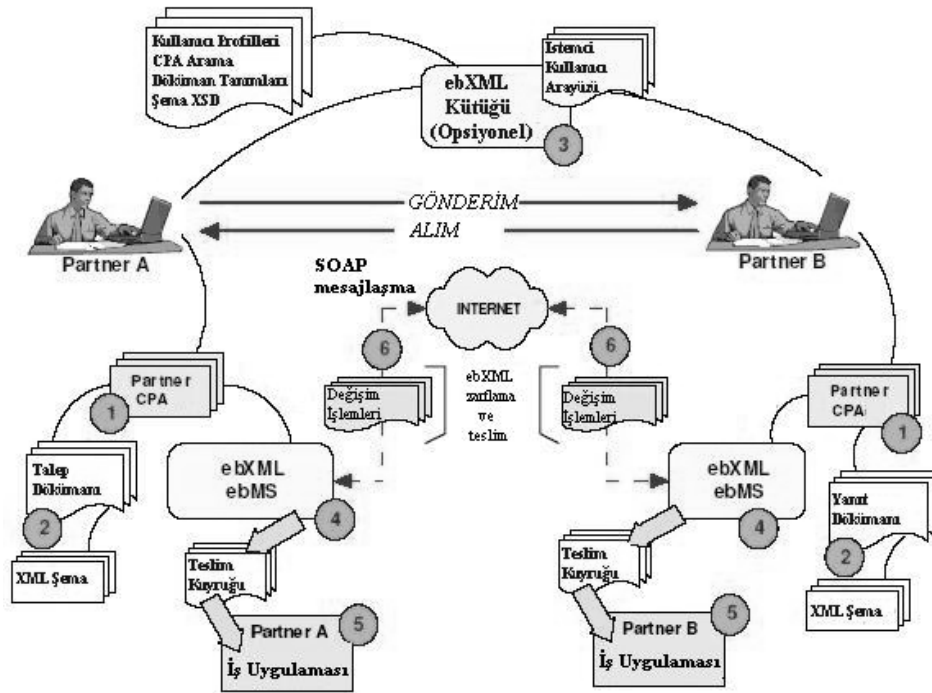 Kullanıcı Profilleri
CPA Arama
Döküman Tanımları
Şema XSD
ebXML
Kütüğü
(Opsiyonel)
3
İstemci
Kullanıcı
Arayüzü
GÖNDERİM
ALIM
Partner A
Partner B
SOAP
mesajlaşma
INTERNET
6
6
Değişim
İşlemleri
ebXML
zarflama
ve
teslim
Değişim
İşlemleri
Partner
CPA
1
Partner
CPA
1
Talep
Dökümanı
2
XML Şema
ebXML
ebMS
4
ebXML
ebMS
4
Yanıt
Dökümanı
2
XML Şema
Teslim
Kuyruğu
Teslim
Kuyruğu
Partner A
5
İş Uygulaması
Partner B
5
İş Uygulaması